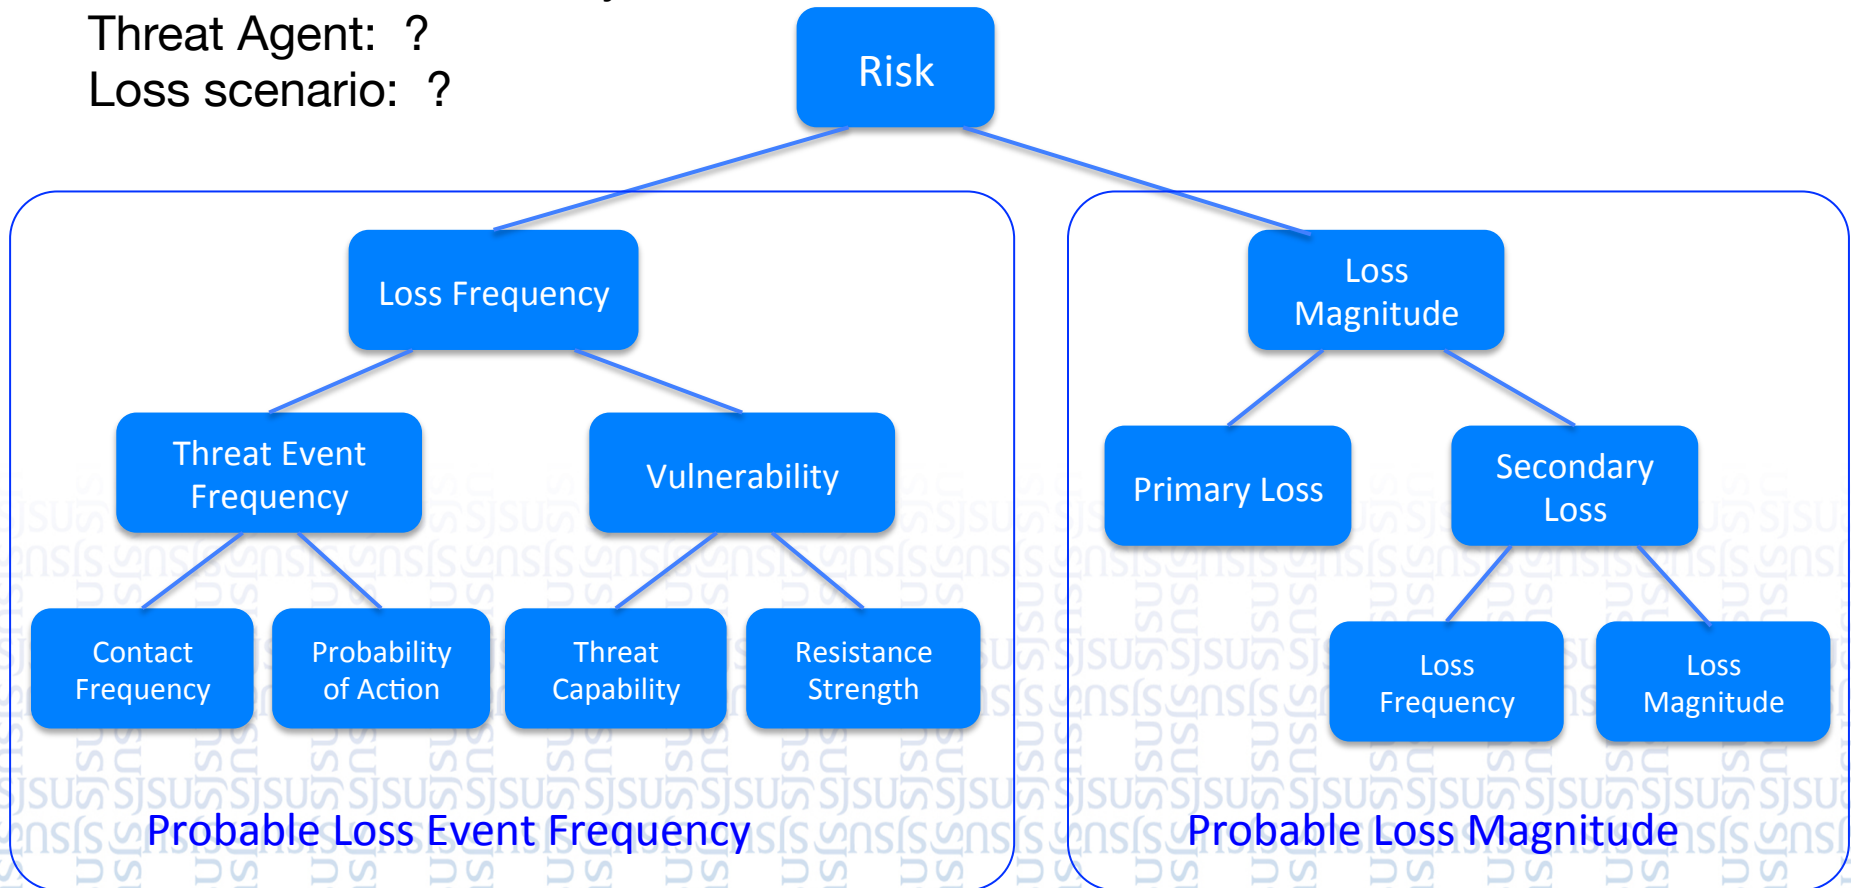 Threat Agent: ?
Loss scenario: ?
Risk
Loss Frequency
Loss
Magnitude
Threat Event
Frequency
Vulnerability
Primary Loss
Secondary
Loss
Contact
Frequency
Probability
of Action
Threat
Capability
Resistance
Strength
Loss
Frequency
Loss
Magnitude
Probable Loss Event Frequency
Probable Loss Magnitude